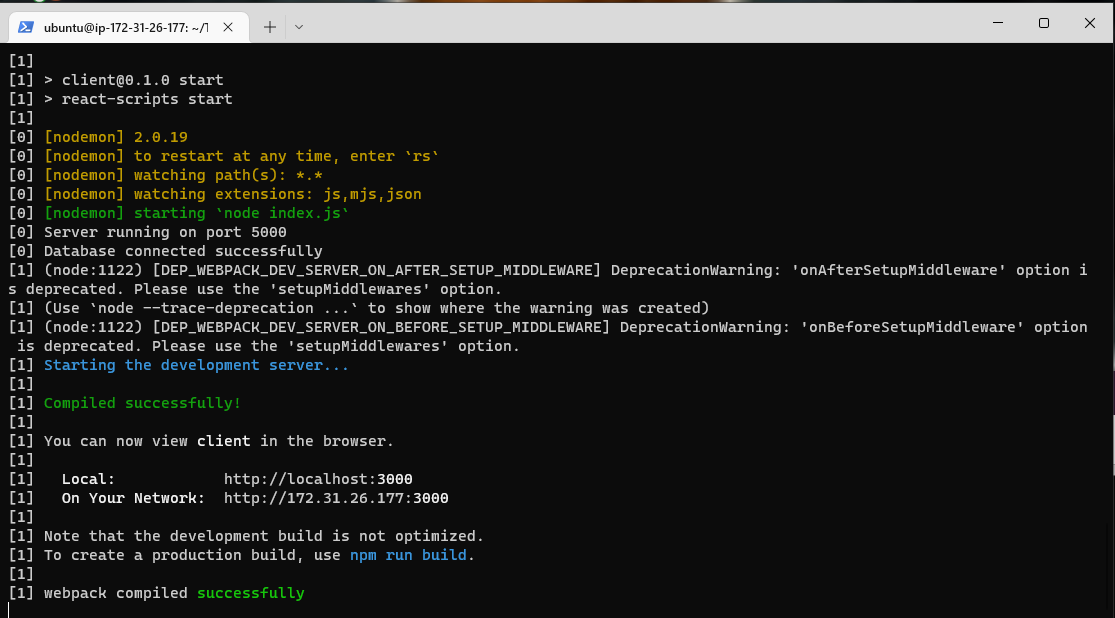 ubuntu@ip-172-31-26-177: ~/T
[1]
[1] > client@0.1.0 start
[1] > react-scripts start
[1]
[0] [nodemon] 2.0.19
[0] [nodemon] to restart at any time, enter `rs`
[0] [nodemon] watching path(s): *.*
[0] [nodemon] watching extensions: js,mjs,json
[0] [nodemon] starting `node index.js`
[0] Server running on port 5000
[0] Database connected successfully
[1] (node:1122) [DEP_WEBPACK_DEV_SERVER_ON_AFTER_SETUP_MIDDLEWARE] DeprecationWarning: 'onAfterSetupMiddleware' option i
s deprecated. Please use the 'setupMiddlewares' option.
[1] (Use `node --trace-deprecation ...` to show where the warning was created)
[1] (node:1122) [DEP_WEBPACK_DEV_SERVER_ON_BEFORE_SETUP_MIDDLEWARE] DeprecationWarning: 'onBeforeSetupMiddleware' option
 is deprecated. Please use the 'setupMiddlewares' option.
[1] Starting the development server...
[1]
[1] Compiled successfully!
[1]
[1] You can now view client in the browser.
[1]
[1]   Local:            http://localhost:3000
[1]   On Your Network:  http://172.31.26.177:3000
[1]
[1] Note that the development build is not optimized.
[1] To create a production build, use npm run build.
[1]
[1] webpack compiled successfully